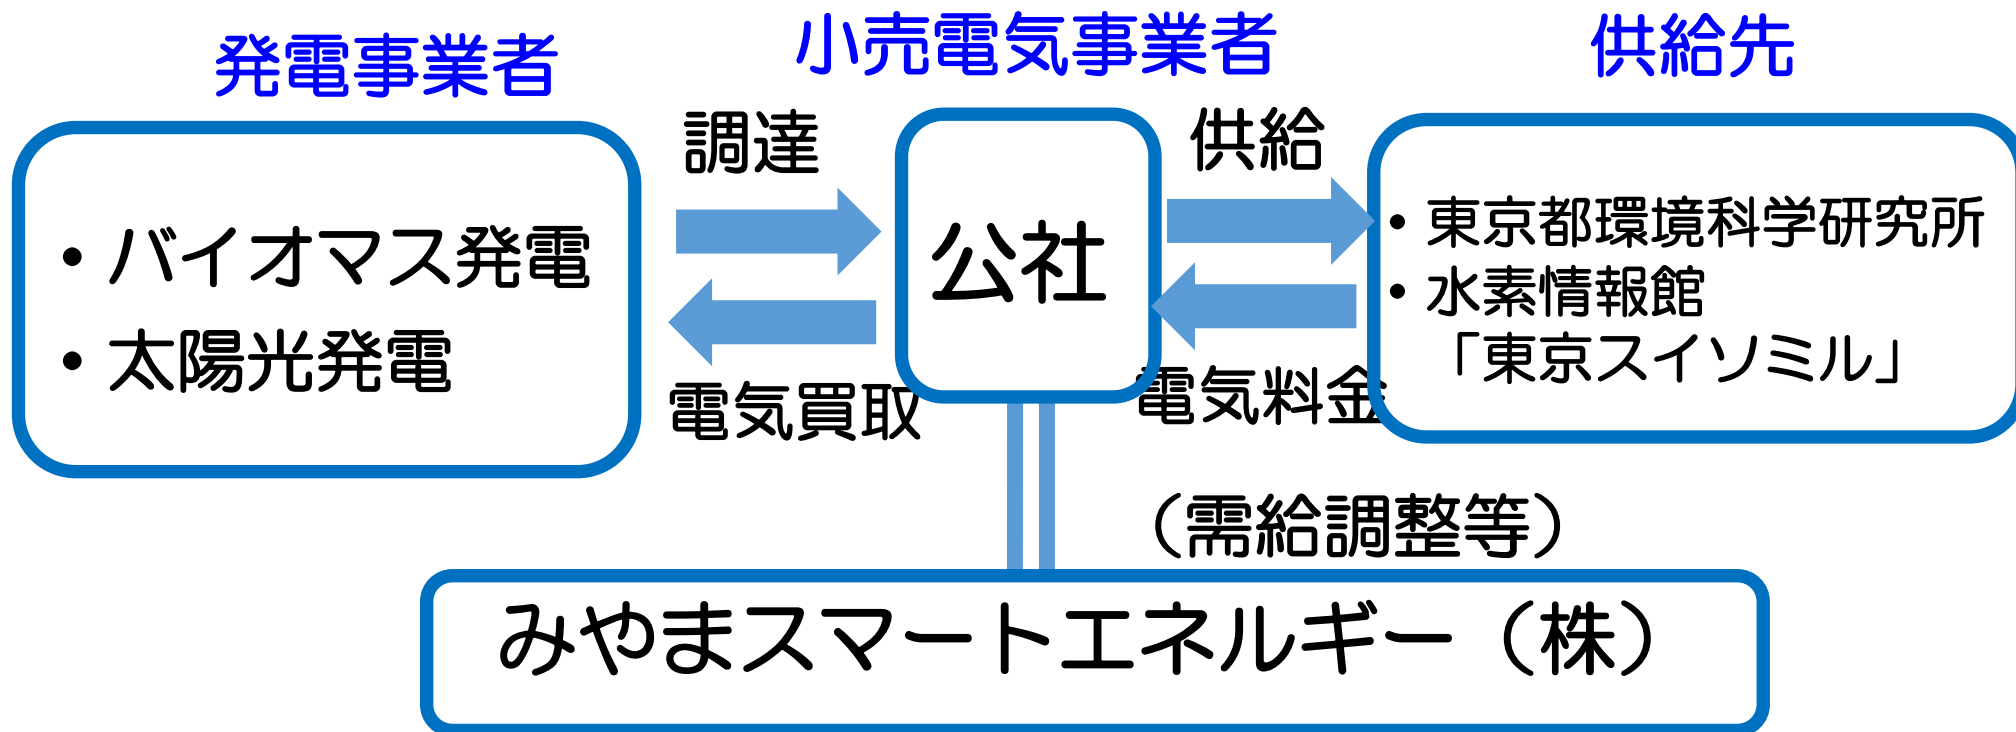 発電事業者
小売電気事業者
供給先
調達
供給
・バイオマス発電
・太陽光発電
公社
・東京都環境科学研究所
・水素情報館
「東京スイソミル」
電気買取
電気料金
（需給調整等）
みやまスマートエネルギー（株）